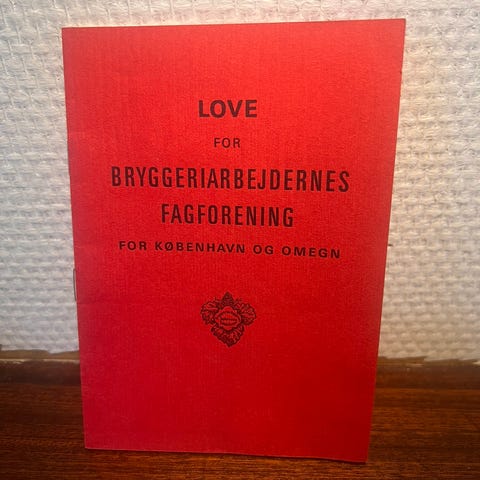 LOVE
FOR
BRYGGERIARBEJDERNES
FAGFORENING
FOR KØBENHAVN OG OMEGN